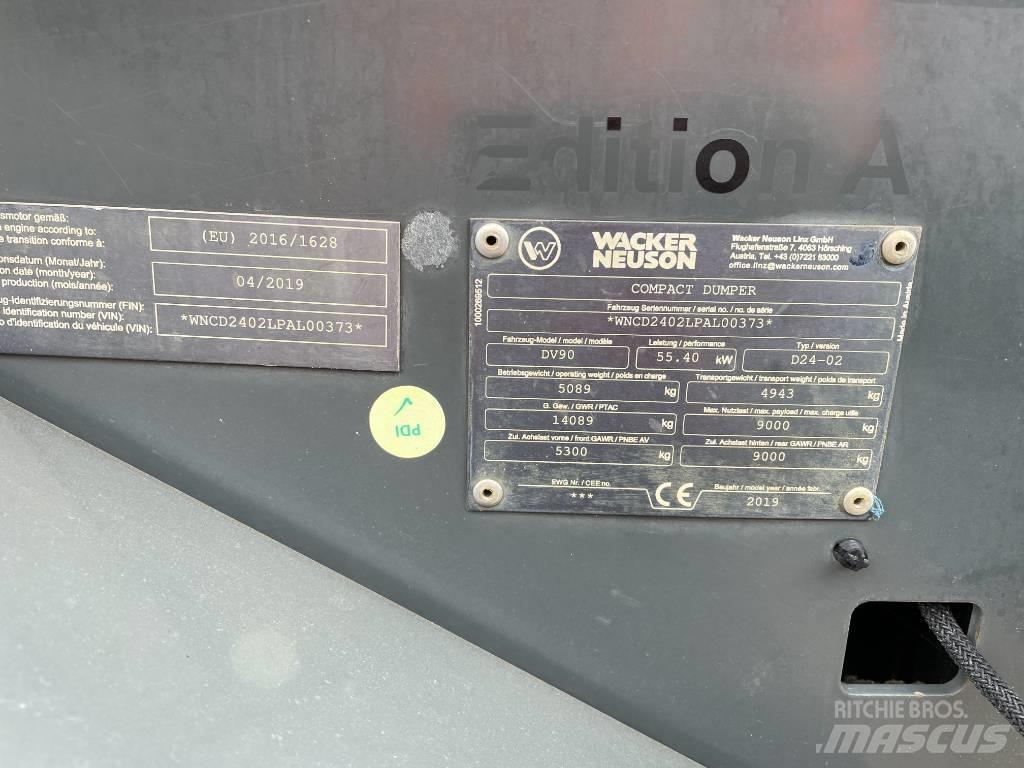 Edition A
smotor gemäß:
engine according to:
e transition conforme à:
(EU) 2016/1628
onsdatum (Monat/Jahr):
on date (month/year):
production (mois/année):
04/2019
ug-Identifizierungsnummer (FIN):
identification number (VIN):
o d'identification du véhicule (VIN):
*WNCD2402LPAL00373*
PDI
WACKER
NEUSON
Wacker Neuson Linz GmbH
Flughafenstraße 7, 4063 Hörsching
Austria, Tel. +43 (0)7221 63000
office.linz@wackerneuson.com
1000289512
Made in Austria
COMPACT DUMPER
Fahrzeug Seriennummer / serial no. / no. de série
*WNCD2402LPAL00373*
Fahrzeug-Model / model / modèle
DV90
Leistung / performance
55.40 kW
Typ / version
D24-02
Betriebsgewicht / operating weight / poids en charge
5089 kg
Transportgewicht / transport weight / poids de transport
4943 kg
G. Gew. / GWR / PTAC
14089 kg
Max. Nutzlast / max. payload / max. charge utile
9000 kg
Zul. Achslast vorne / front GAWR / PNBE AV
5300 kg
Zul. Achslast hinten / rear GAWR / PNBE AR
9000 kg
EWG Nr. / CEE no.
***
CE
Baujahr / model year / année fabr.
2019
RITCHIE BROS.
MASCUS